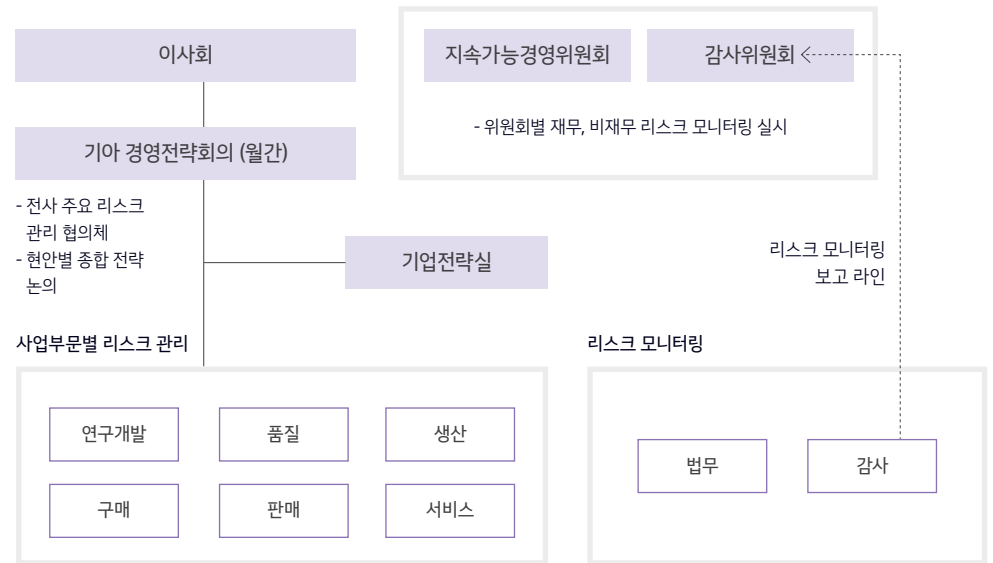 이사회
지속가능경영위원회
감사위원회
- 위원회별 재무, 비재무 리스크 모니터링 실시
기아 경영전략회의 (월간)
- 전사 주요 리스크
관리 협의체
- 현안별 종합 전략
논의
기업전략실
리스크 모니터링
보고 라인
사업부문별 리스크 관리
연구개발
품질
생산
구매
판매
서비스
리스크 모니터링
법무
감사